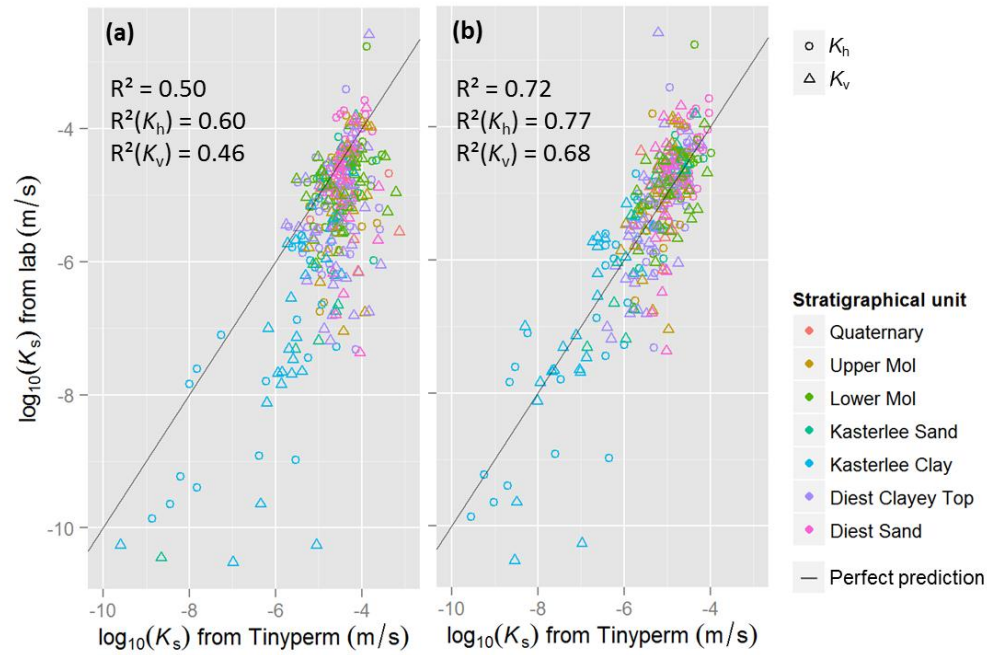 (a)
R² = 0.50
R²(Kh) = 0.60
R²(Kv) = 0.46
(b)
R² = 0.72
R²(Kh) = 0.77
R²(Kv) = 0.68
Kh
Kv
log10(Ks) from lab (m/s)
-4
-6
-8
-10
-10 -8 -6 -4
-10 -8 -6 -4
log10(Ks) from Tinyperm (m/s)
log10(Ks) from Tinyperm (m/s)
Stratigraphical unit
Quaternary
Upper Mol
Lower Mol
Kasterlee Sand
Kasterlee Clay
Diest Clayey Top
Diest Sand
Perfect prediction